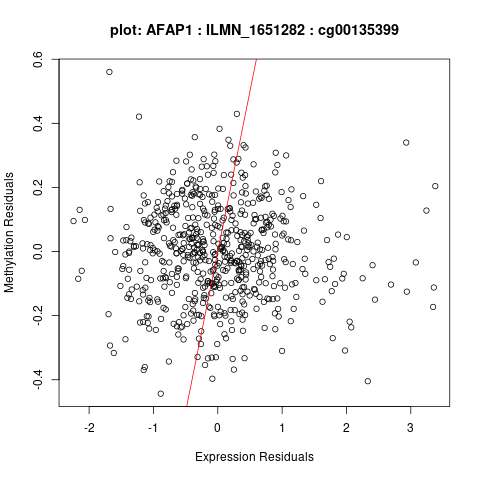 plot: AFAP1 : ILMN_1651282 : cg00135399
Methylation Residuals
0.6
0.4
0.2
0.0
-0.2
-0.4
-2 -1 0 1 2 3
Expression Residuals